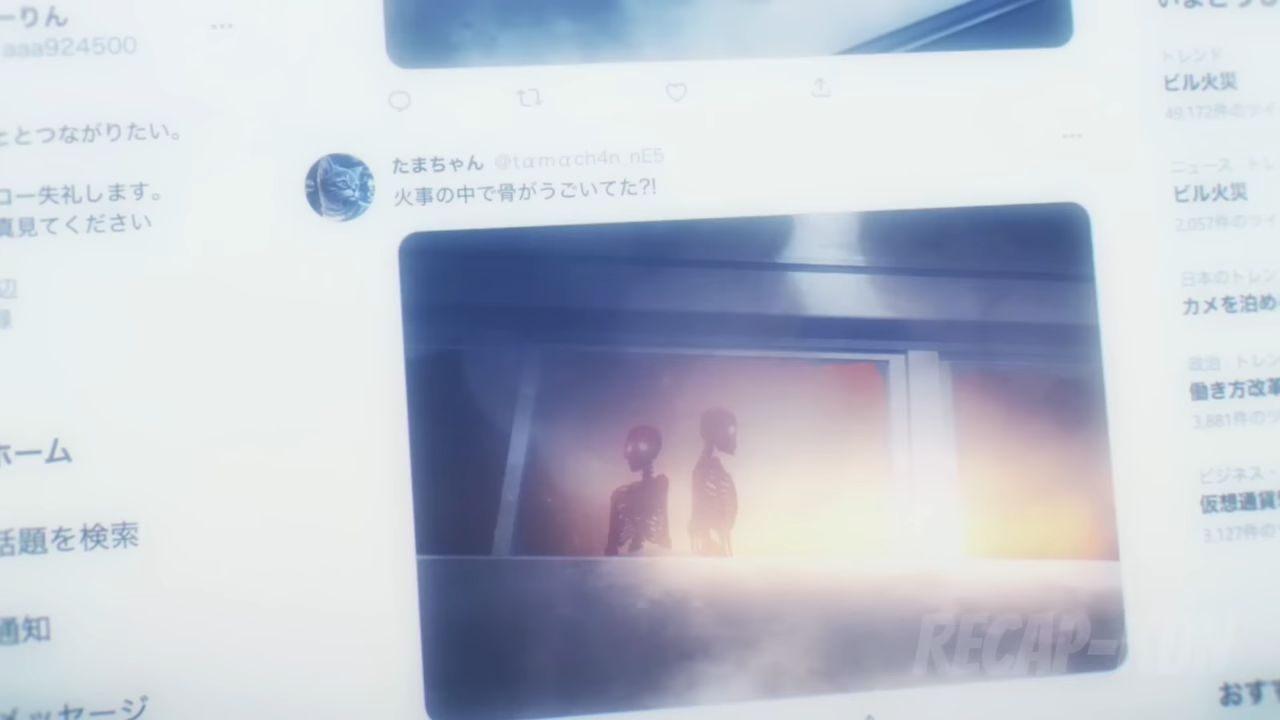 ーりん
aaa924500
ととつながりたい。
ロー失礼します。
真見てください
辺
ホーム
話題を検索
通知
メッセージ
たまちゃん @tαmαch4n_nE5
火事の中で骨がうごいてた?!
トレンド
ビル火災
49,172件のツイ
ニュース トレ
ビル火災
2,057件のツイ
日本のトレン
カメを泊め
政治 トレン
働き方改革
3,881件のツ
ビジネス・
仮想通貨
3,127件の
おすす
RECAP-